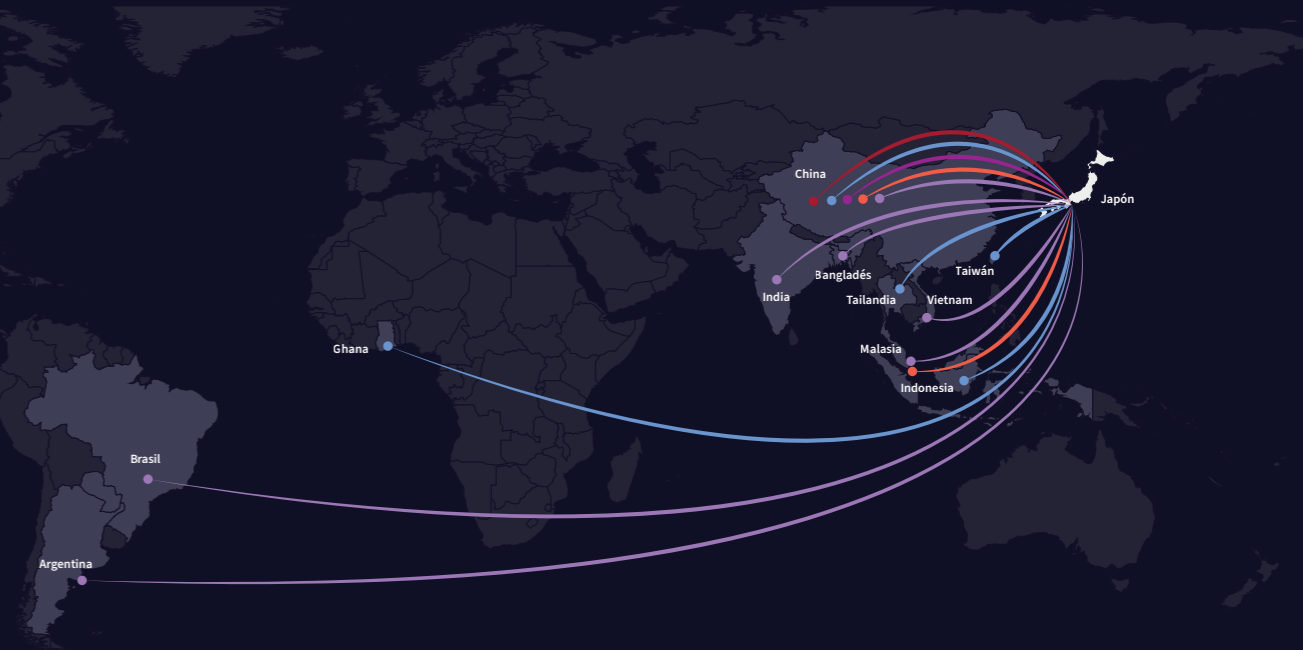 China
Japón
Bangladés
Taiwán
India
Tailandia
Vietnam
Ghana
Malasia
Indonesia
Brasil
Argentina